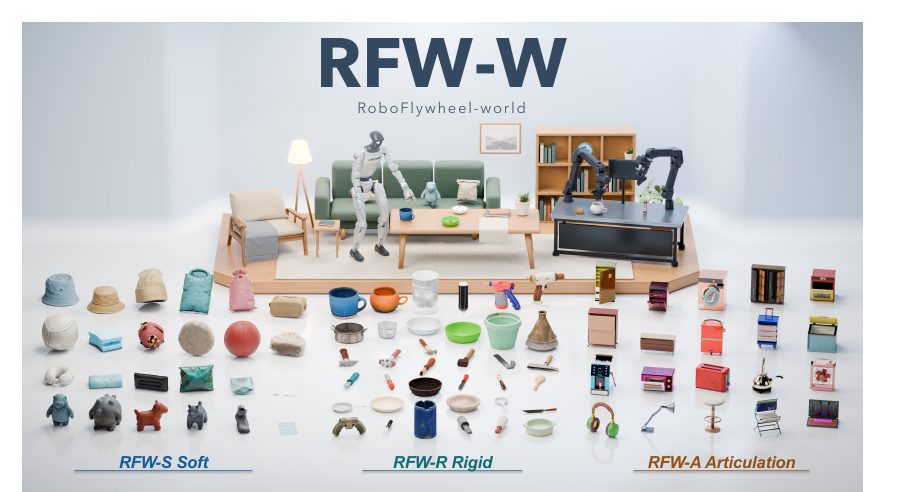 RFW-W
RoboFlywheel-world
RFW-S Soft
RFW-R Rigid
RFW-A Articulation